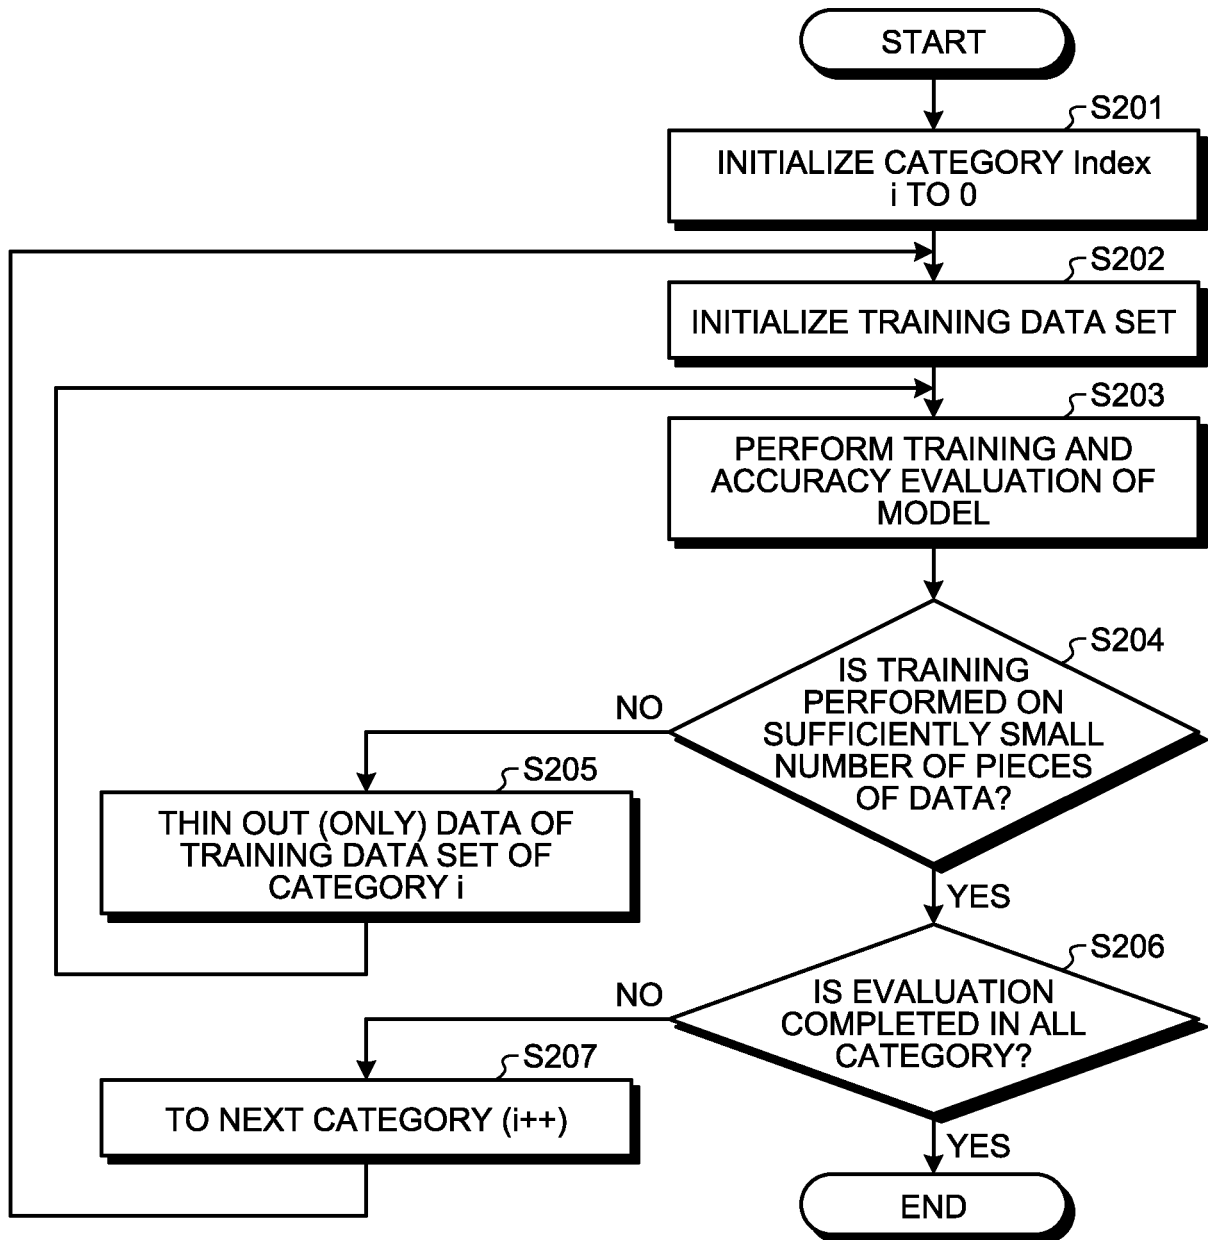 START
S201
INITIALIZE CATEGORY Index
i TO 0
S202
INITIALIZE TRAINING DATA SET
S203
PERFORM TRAINING AND
ACCURACY EVALUATION OF
MODEL
S204
IS TRAINING
PERFORMED ON
SUFFICIENTLY SMALL
NUMBER OF PIECES
OF DATA?
NO
S205
THIN OUT (ONLY) DATA OF
TRAINING DATA SET OF
CATEGORY i
YES
S206
IS EVALUATION
COMPLETED IN ALL
CATEGORY?
NO
S207
TO NEXT CATEGORY (i++)
YES
END